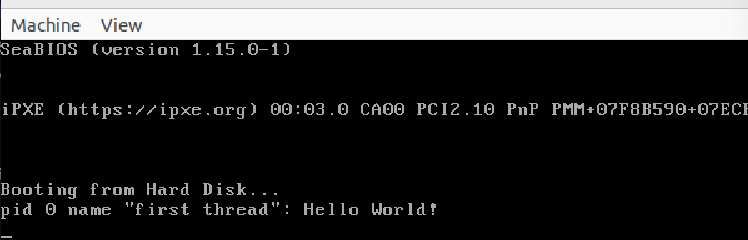 Machine View
SeaBIOS (version 1.15.0-1)
iPXE (https://ipxe.org) 00:03.0 CA00 PCI2.10 PnP PMM+07F8B590+07EC
Booting from Hard Disk...
pid 0 name "first thread": Hello World!
_